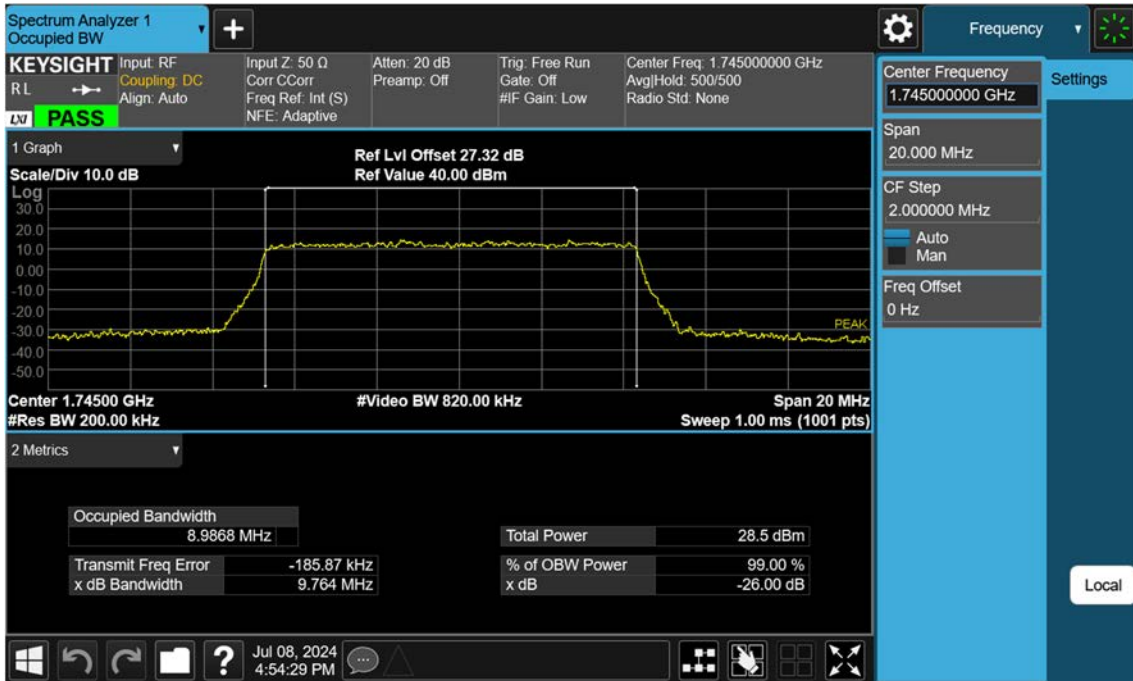 Spectrum Analyzer 1
Occupied BW
Frequency
KEYSIGHT
R L
LXI
PASS
Input: RF
Coupling: DC
Align: Auto
Input Z: 50 Ω
Corr CCorr
Freq Ref: Int (S)
NFE: Adaptive
Atten: 20 dB
Preamp: Off
Trig: Free Run
Gate: Off
#IF Gain: Low
Center Freq: 1.745000000 GHz
Avg|Hold: 500/500
Radio Std: None
Center Frequency
1.745000000 GHz
Settings
Span
20.000 MHz
CF Step
2.000000 MHz
Auto
Man
Freq Offset
0 Hz
Local
1 Graph
Scale/Div 10.0 dB
Ref Lvl Offset 27.32 dB
Ref Value 40.00 dBm
Log
30.0
20.0
10.0
0.00
-10.0
-20.0
-30.0
-40.0
-50.0
PEAK
Center 1.74500 GHz
#Video BW 820.00 kHz
Span 20 MHz
#Res BW 200.00 kHz
Sweep 1.00 ms (1001 pts)
2 Metrics
Occupied Bandwidth
8.9868 MHz
Total Power 28.5 dBm
Transmit Freq Error -185.87 kHz
% of OBW Power 99.00 %
x dB Bandwidth 9.764 MHz
x dB -26.00 dB
?
Jul 08, 2024
4:54:29 PM